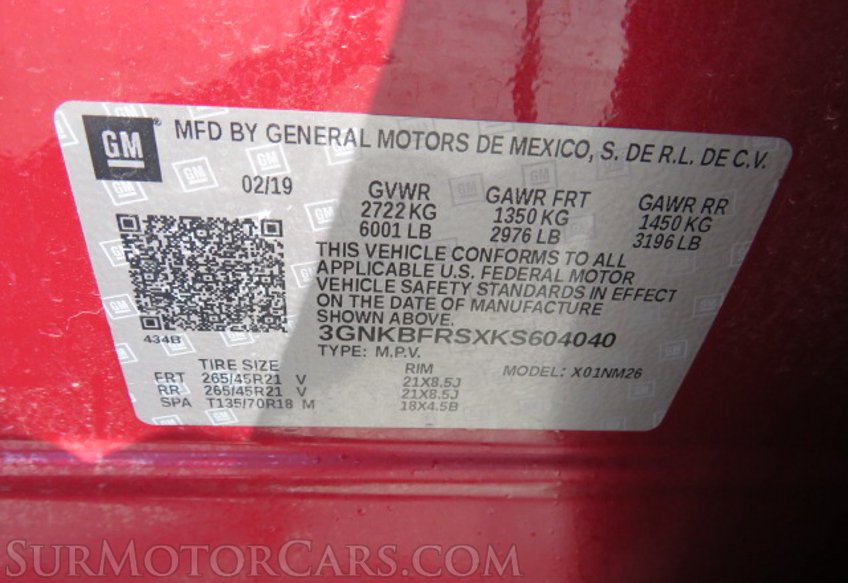 GM MFD BY GENERAL MOTORS DE MEXICO, S. DE R.L. DE C.V.
02/19 GVWR GAWR FRT GAWR RR
2722 KG 1350 KG 1450 KG
6001 LB 2976 LB 3196 LB
THIS VEHICLE CONFORMS TO ALL
APPLICABLE U.S. FEDERAL MOTOR
VEHICLE SAFETY STANDARDS IN EFFECT
ON THE DATE OF MANUFACTURE
SHOWN ABOVE.
434B 3GNKBFRSXKS604040
TYPE: M.P.V.
TIRE SIZE RIM MODEL: X01NM26
FRT 265/45R21 V 21X8.5J
RR 265/45R21 V 21X8.5J
SPA T135/70R18 M 18X4.5B
SURMOTORCARS.COM